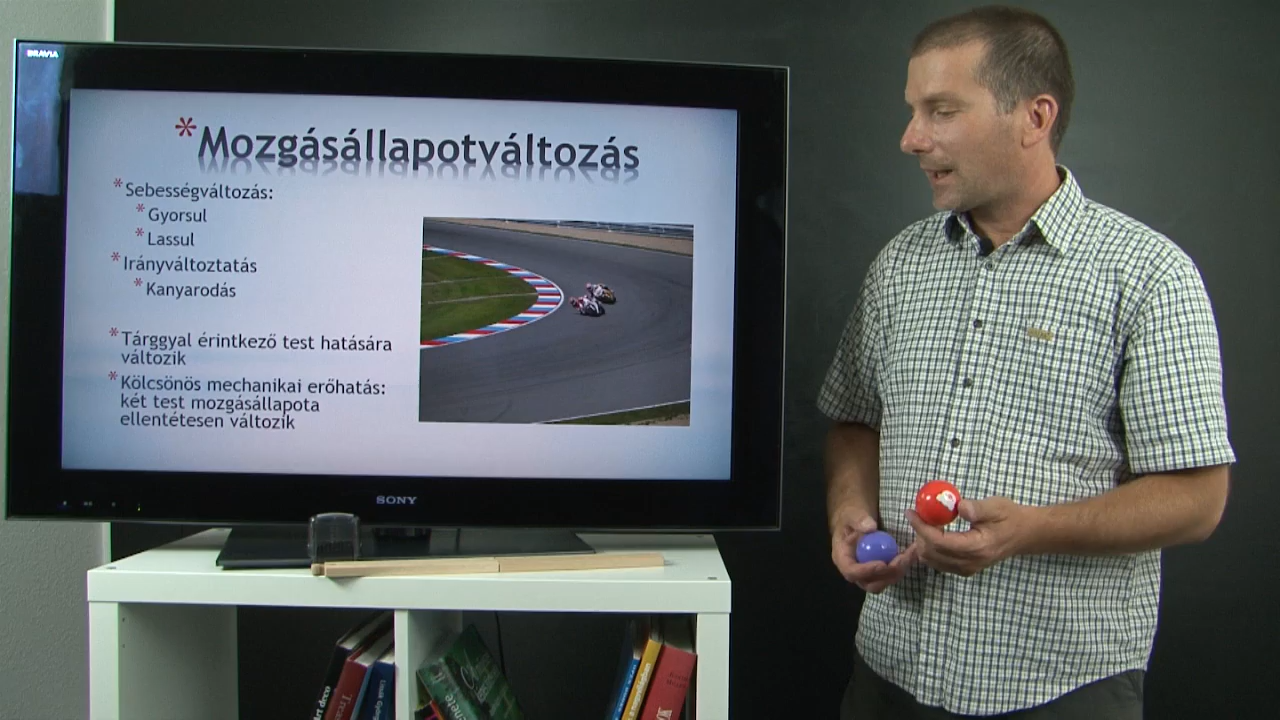 BRAVIA
*Mozgásállapotváltozás
*Sebességváltozás:
*Gyorsul
*Lassul
*Irányváltoztatás
*Kanyarodás
*Tárggyal érintkező test hatására
változik
*Kölcsönös mechanikai erőhatás:
két test mozgásállapota
ellentétesen változik
SONY